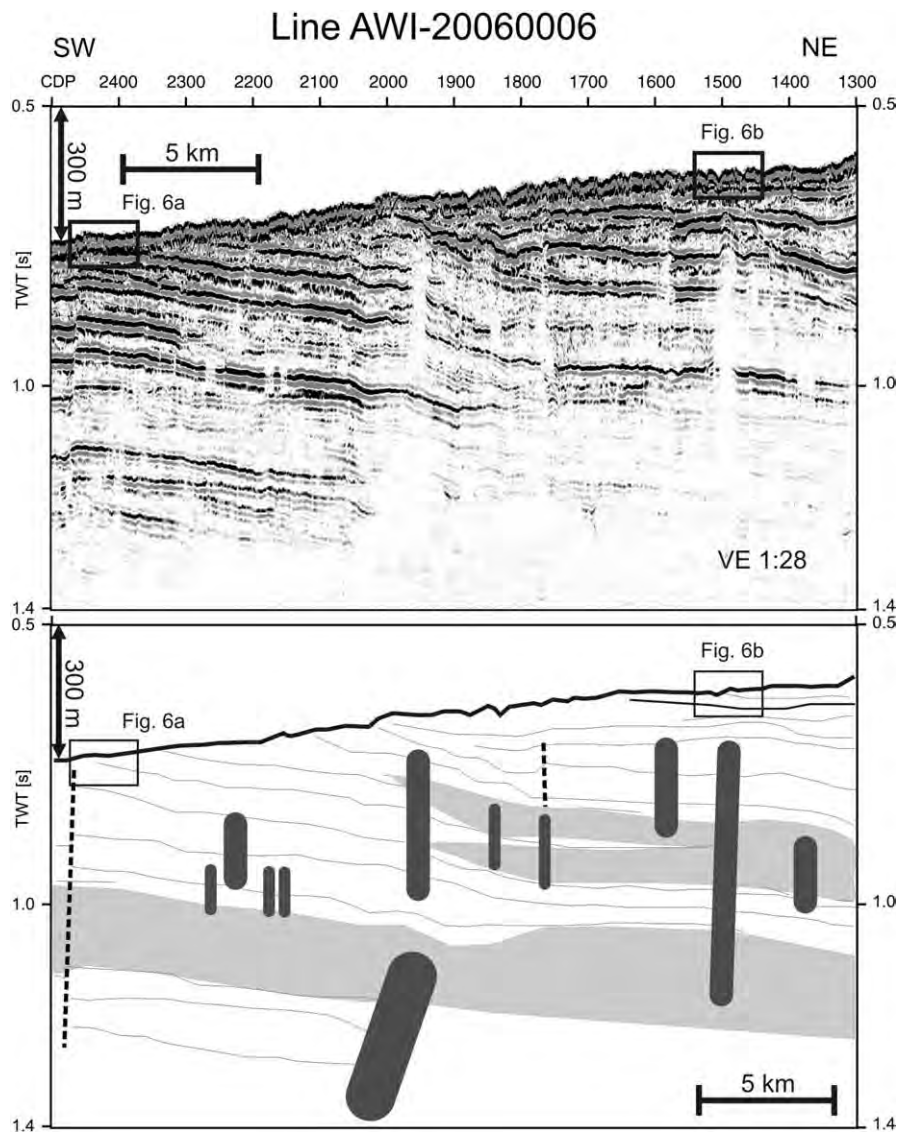 Line AWI-20060006
SW NE
CDP 2400 2300 2200 2100 2000 1900 1800 1700 1600 1500 1400 1300
0.5 0.5
300 m
5 km
Fig. 6a
Fig. 6b
TWT [s]
1.0 1.0
VE 1:28
1.4 1.4
0.5 0.5
300 m
Fig. 6b
Fig. 6a
TWT [s]
1.0 1.0
5 km
1.4 1.4